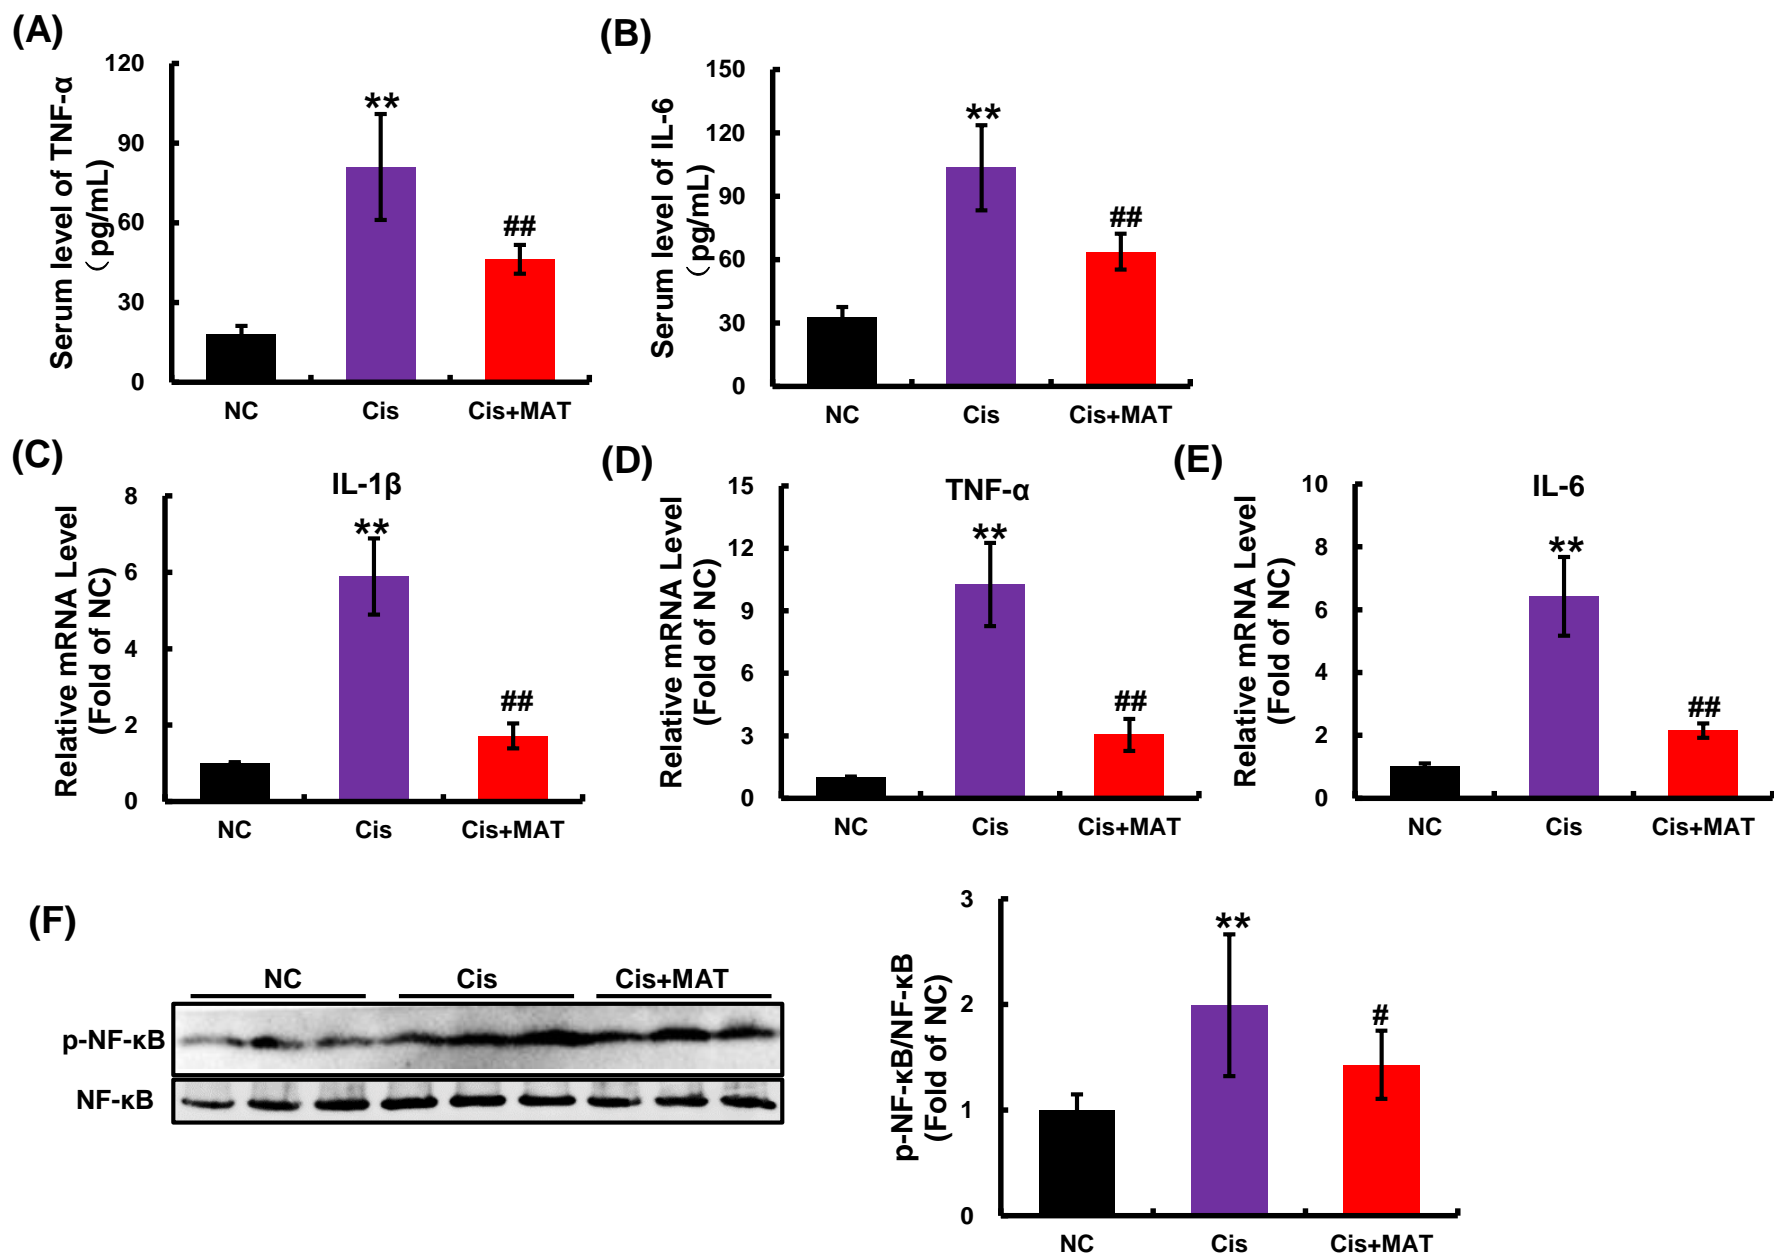 (A)
Serum level of TNF-α
（pg/mL)
120
90
60
30
0
**
##
NC Cis Cis+MAT
(B)
Serum level of IL-6
（pg/mL)
150
120
90
60
30
0
**
##
NC Cis Cis+MAT
(C)
IL-1β
Relative mRNA Level
(Fold of NC)
8
6
4
2
0
**
##
NC Cis Cis+MAT
(D)
TNF-α
Relative mRNA Level
(Fold of NC)
15
12
9
6
3
0
**
##
NC Cis Cis+MAT
(E)
IL-6
Relative mRNA Level
(Fold of NC)
10
8
6
4
2
0
**
##
NC Cis Cis+MAT
(F)
NC Cis Cis+MAT
p-NF-κB
NF-κB
p-NF-κB/NF-κB
(Fold of NC)
3
2
1
0
**
#
NC Cis Cis+MAT